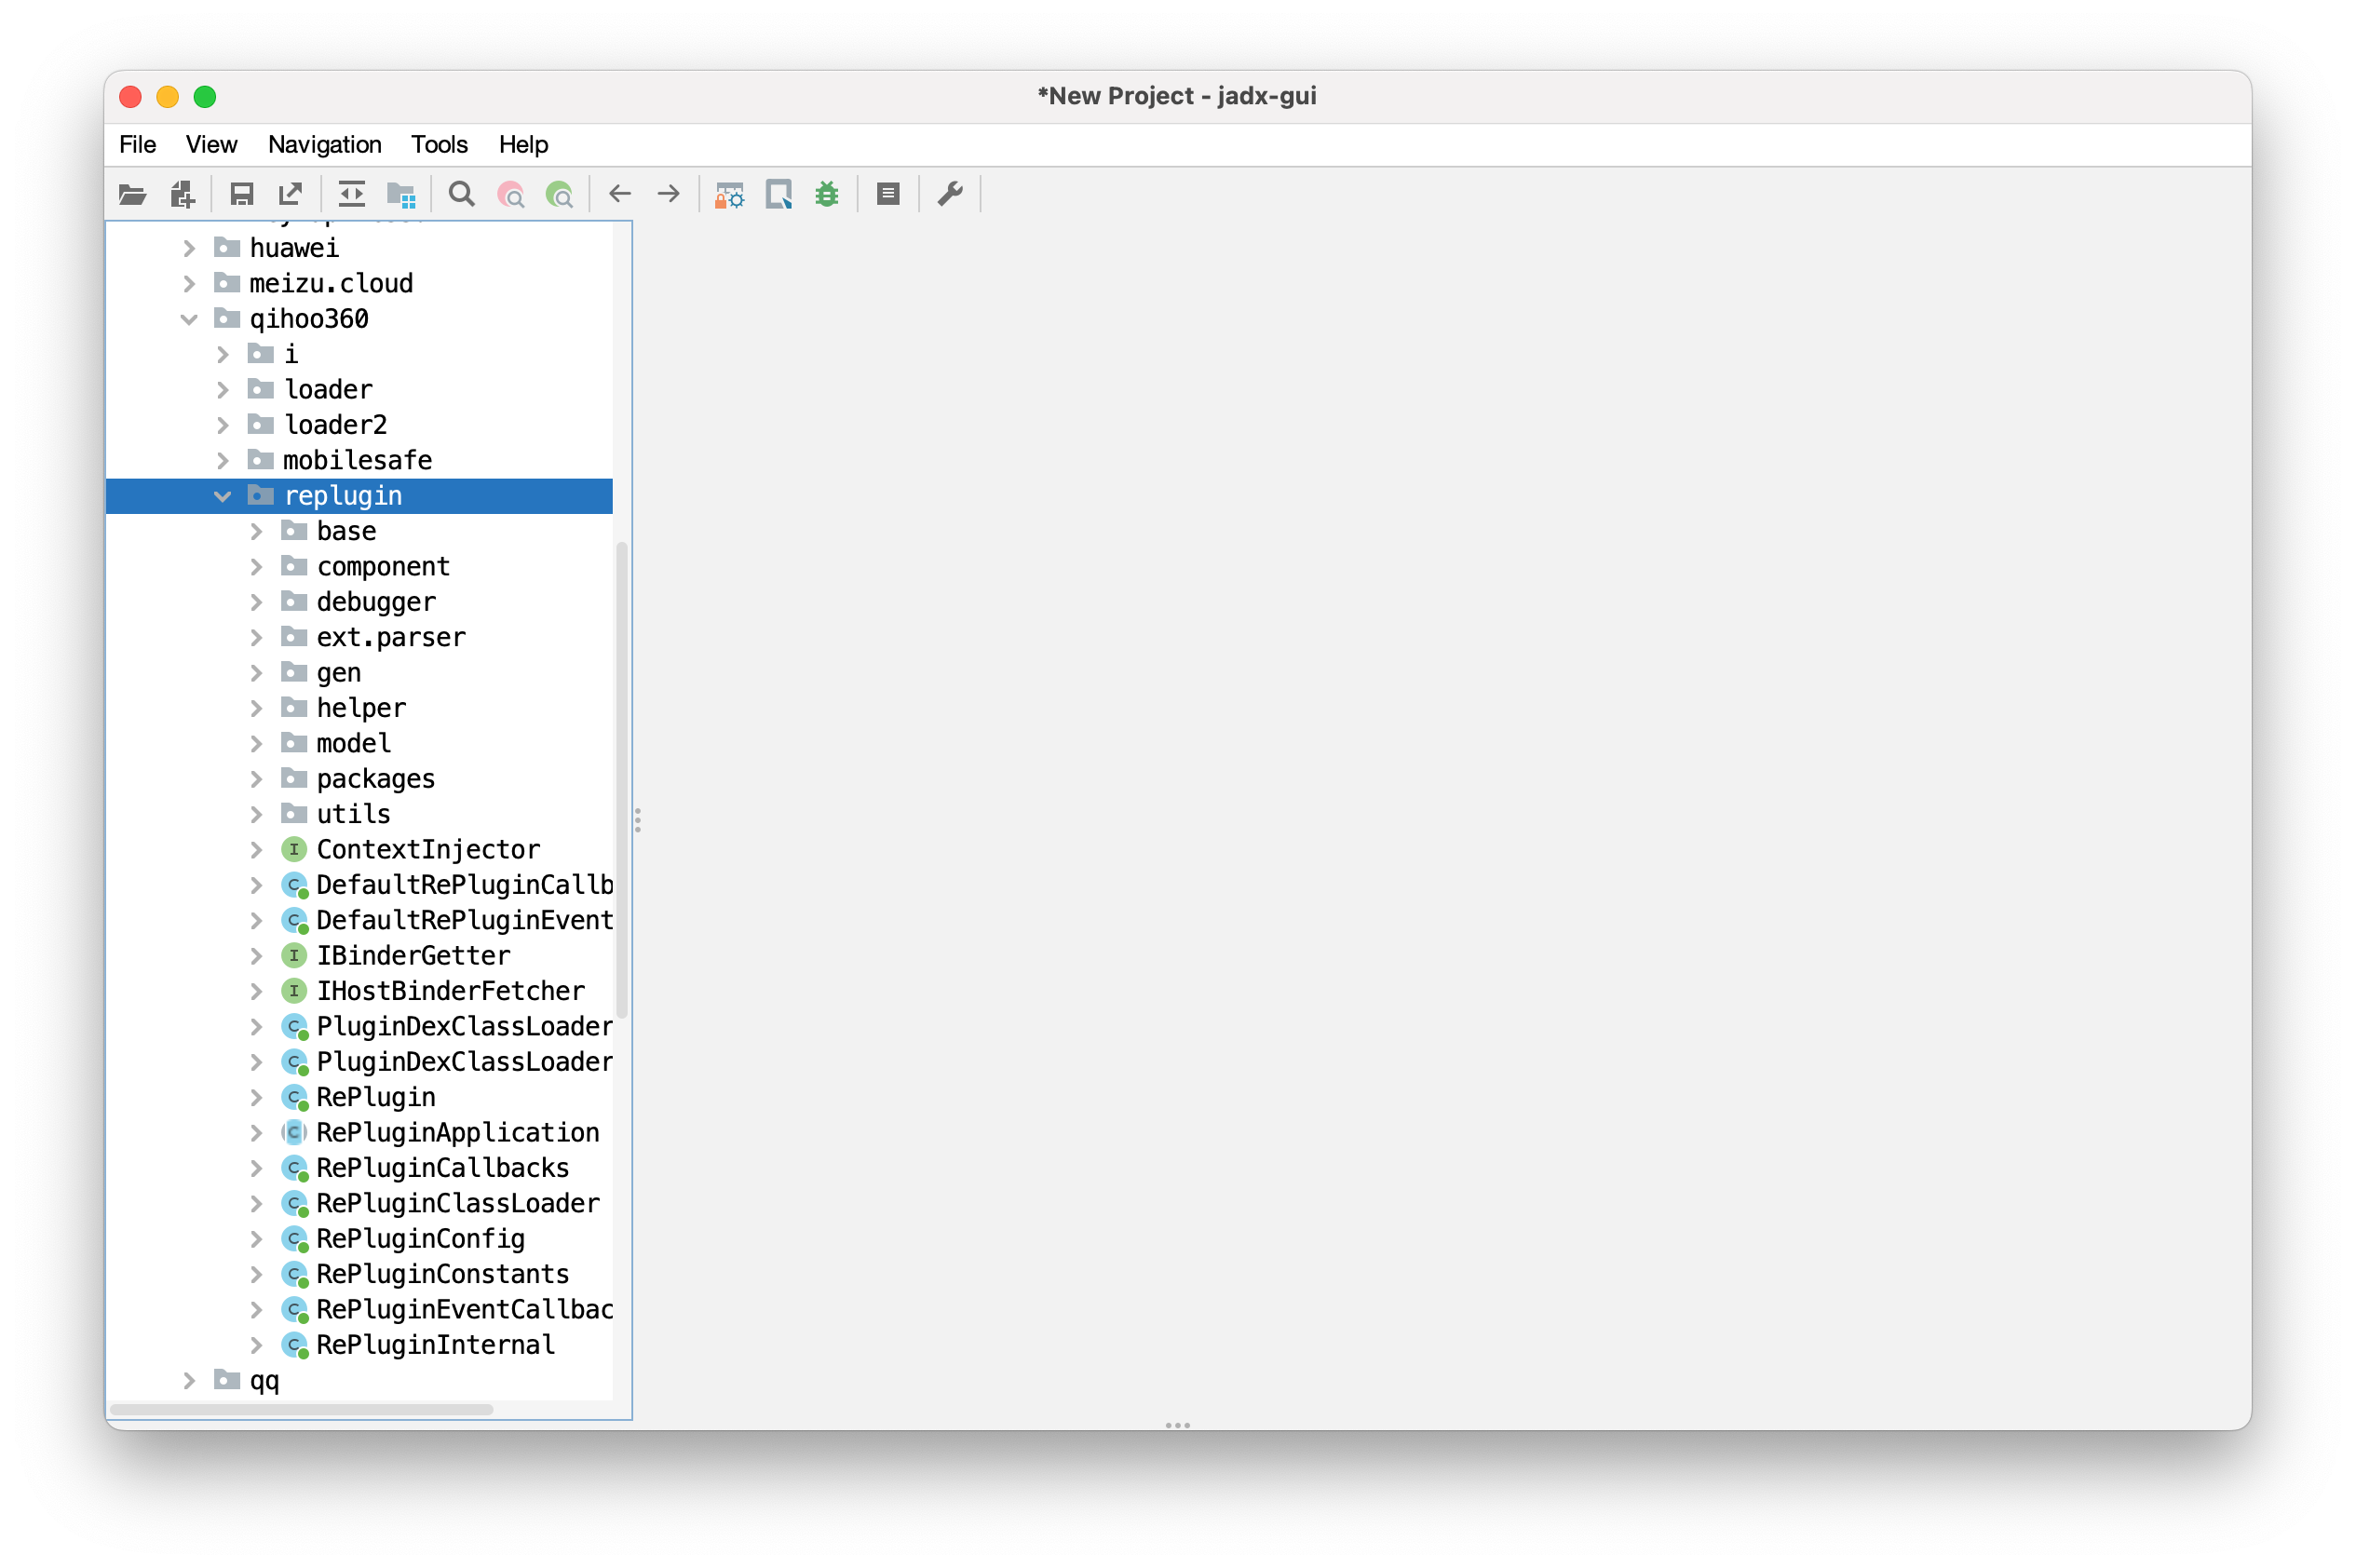 *New Project - jadx-gui
File View Navigation Tools Help
huawei
meizu.cloud
qihoo360
i
loader
loader2
mobilesafe
replugin
base
component
debugger
ext.parser
gen
helper
model
packages
utils
I ContextInjector
C DefaultRePluginCallb
C DefaultRePluginEvent
I IBinderGetter
I IHostBinderFetcher
C PluginDexClassLoader
C PluginDexClassLoader
C RePlugin
C RePluginApplication
C RePluginCallbacks
C RePluginClassLoader
C RePluginConfig
C RePluginConstants
C RePluginEventCallbac
C RePluginInternal
qq